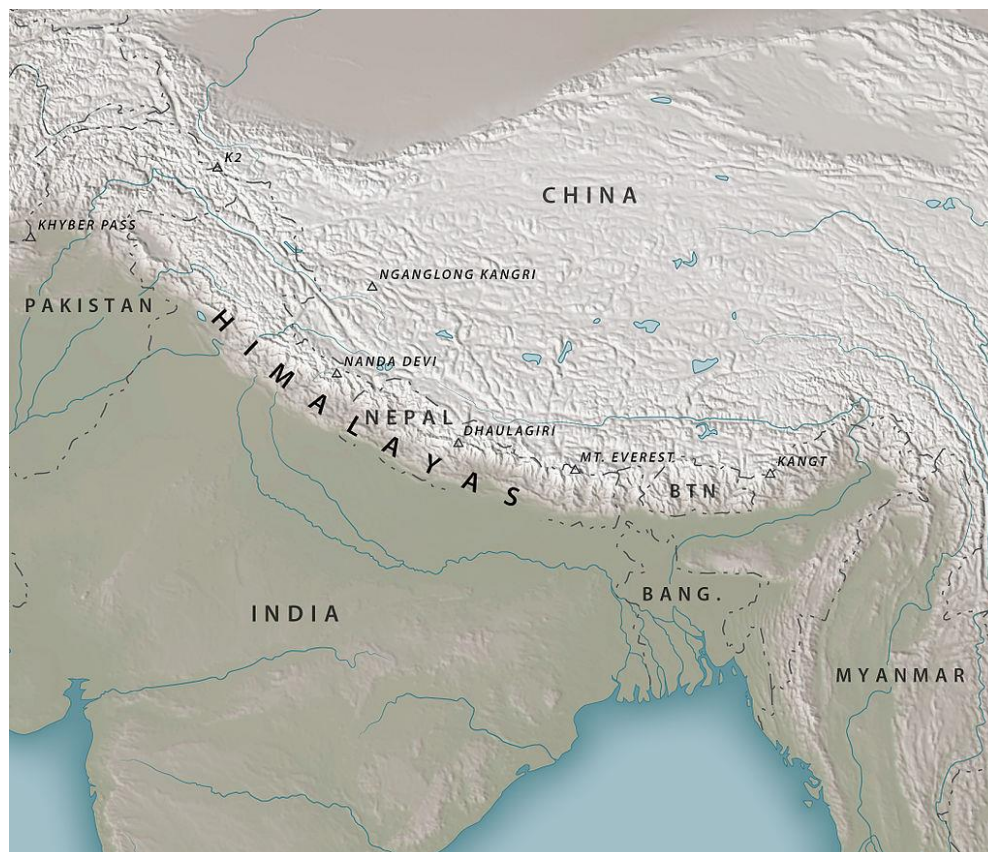 K2
CHINA
KHYBER PASS
NGANGLONG KANGRI
PAKISTAN
HIMALAYAS
NANDA DEVI
NEPAL
DHAULAGIRI
MT. EVEREST
KANGT
BTN
BANG.
INDIA
MYANMAR